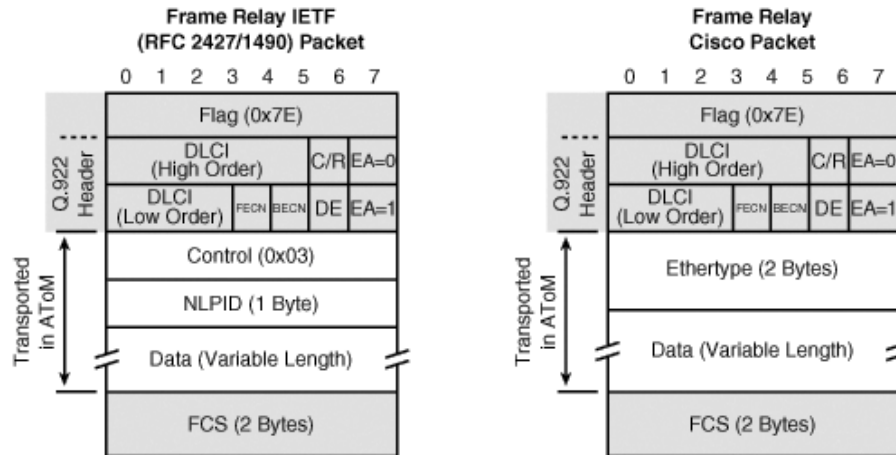 Frame Relay IETF
(RFC 2427/1490) Packet
0 1 2 3 4 5 6 7
Q.922
Header
Flag (0x7E)
DLCI
(High Order)
C/R
EA=0
DLCI
(Low Order)
FECN
BECN
DE
EA=1
Transported
in AToM
Control (0x03)
NLPID (1 Byte)
Data (Variable Length)
FCS (2 Bytes)
Frame Relay
Cisco Packet
0 1 2 3 4 5 6 7
Q.922
Header
Flag (0x7E)
DLCI
(High Order)
C/R
EA=0
DLCI
(Low Order)
FECN
BECN
DE
EA=1
Transported
in AToM
Ethertype (2 Bytes)
Data (Variable Length)
FCS (2 Bytes)